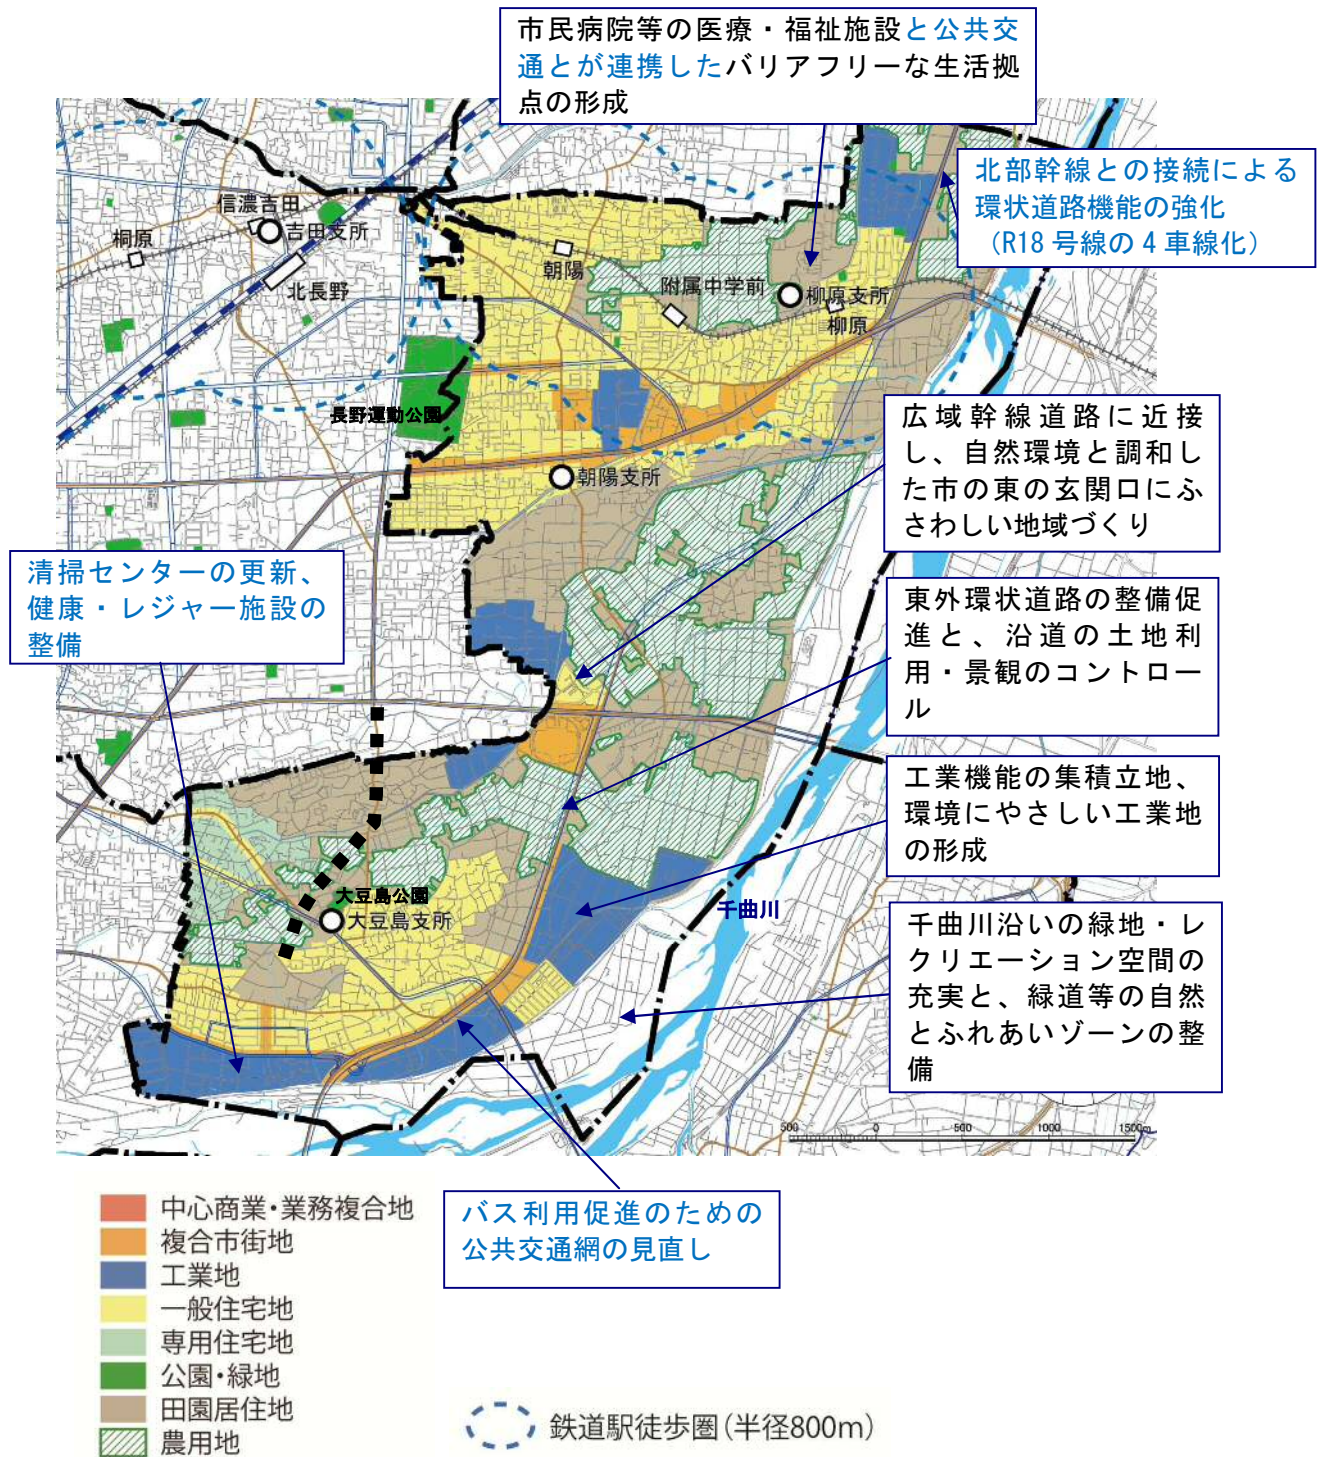 市民病院等の医療・福祉施設と公共交
通とが連携したバリアフリーな生活拠
点の形成
北部幹線との接続による
環状道路機能の強化
（R18 号線の 4 車線化）
信濃吉田
吉田支所
桐原
北長野
朝陽
附属中学前
柳原支所
柳原
長野運動公園
朝陽支所
広域幹線道路に近接
し、自然環境と調和し
た市の東の玄関口にふ
さわしい地域づくり
清掃センターの更新、
健康・レジャー施設の
整備
東外環状道路の整備促
進と、沿道の土地利
用・景観のコントロー
ル
工業機能の集積立地、
環境にやさしい工業地
の形成
大豆島公園
大豆島支所
千曲川
千曲川沿いの緑地・レ
クリエーション空間の
充実と、緑道等の自然
とふれあいゾーンの整
備
500 0 500 1000 1500m
バス利用促進のための
公共交通網の見直し
中心商業・業務複合地
複合市街地
工業地
一般住宅地
専用住宅地
公園・緑地
田園居住地
農用地
鉄道駅徒歩圏(半径800m)